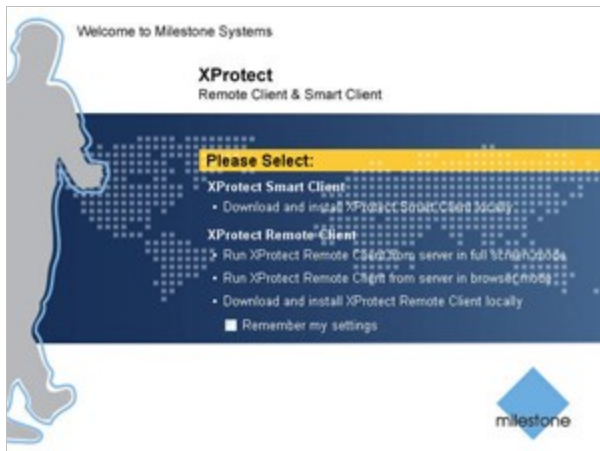 Welcome to Milestone Systems
XProtect
Remote Client & Smart Client
Please Select:
XProtect Smart Client
• Download and install XProtect Smart Client locally
XProtect Remote Client
• Run XProtect Remote Client from server in full screen mode
• Run XProtect Remote Client from server in browser mode
• Download and install XProtect Remote Client locally
Remember my settings
milestone